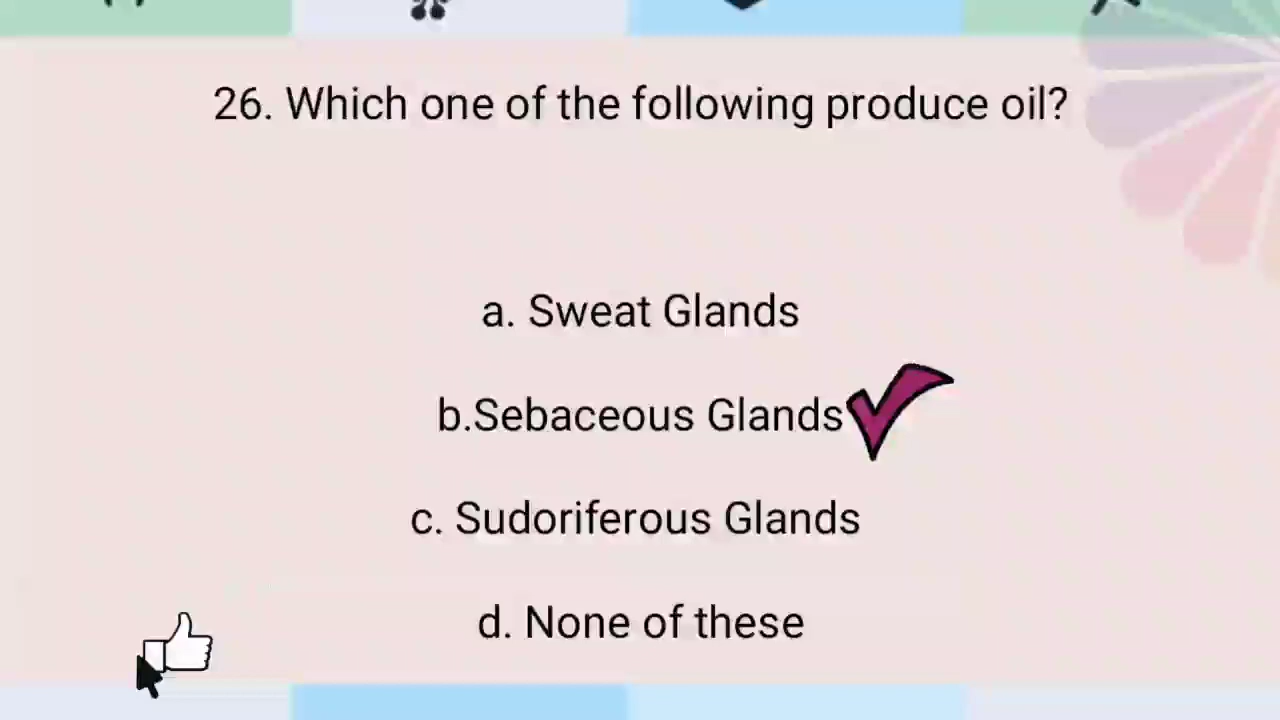 26. Which one of the following produce oil?
a. Sweat Glands
b.Sebaceous Glands
c. Sudoriferous Glands
d. None of these